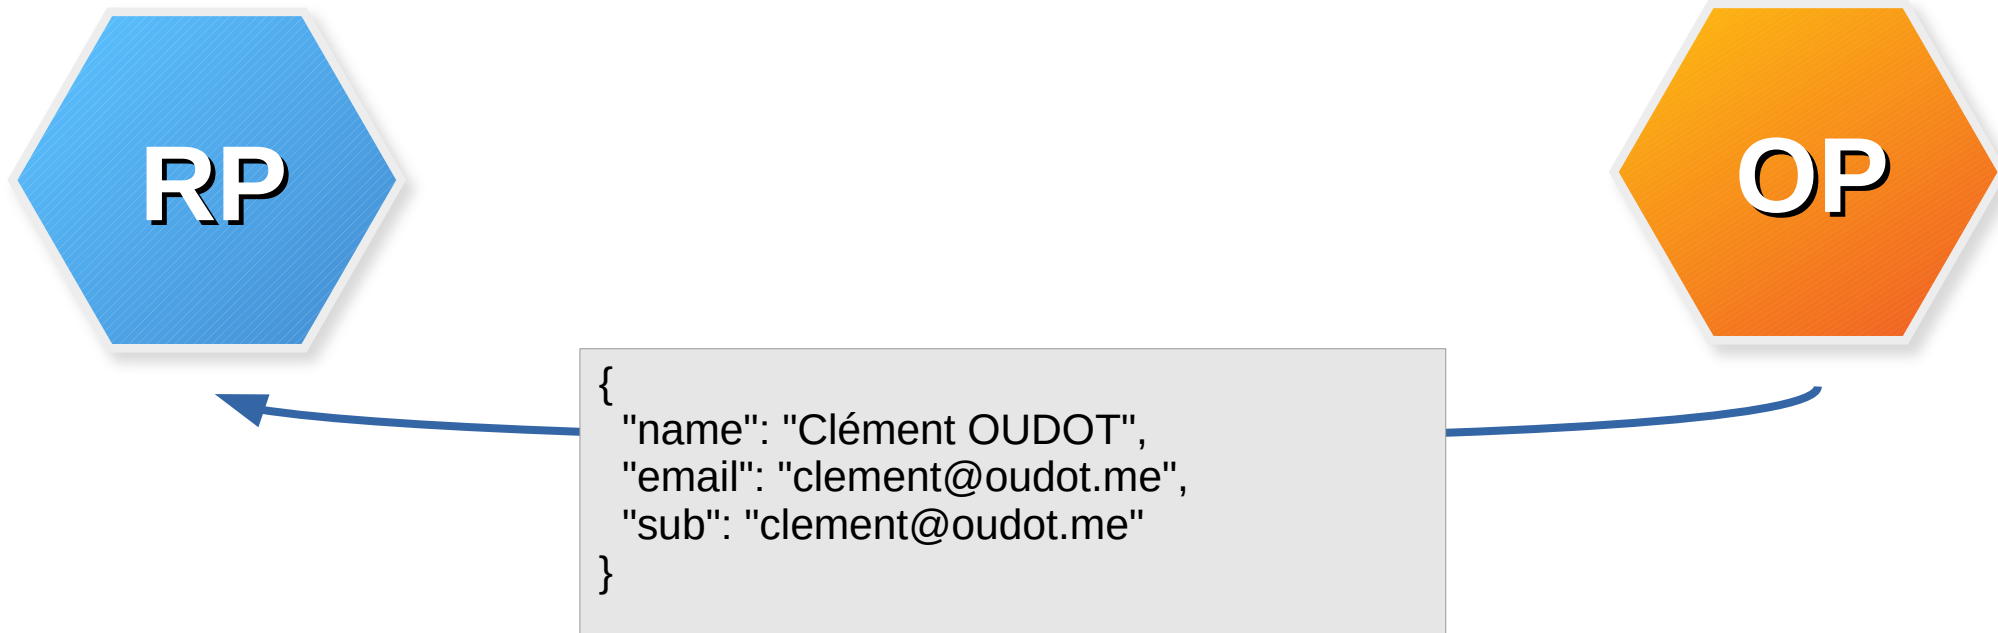 RP
OP
{
"name": "Clément OUDOT",
"email": "clement@oudot.me",
"sub": "clement@oudot.me"
}